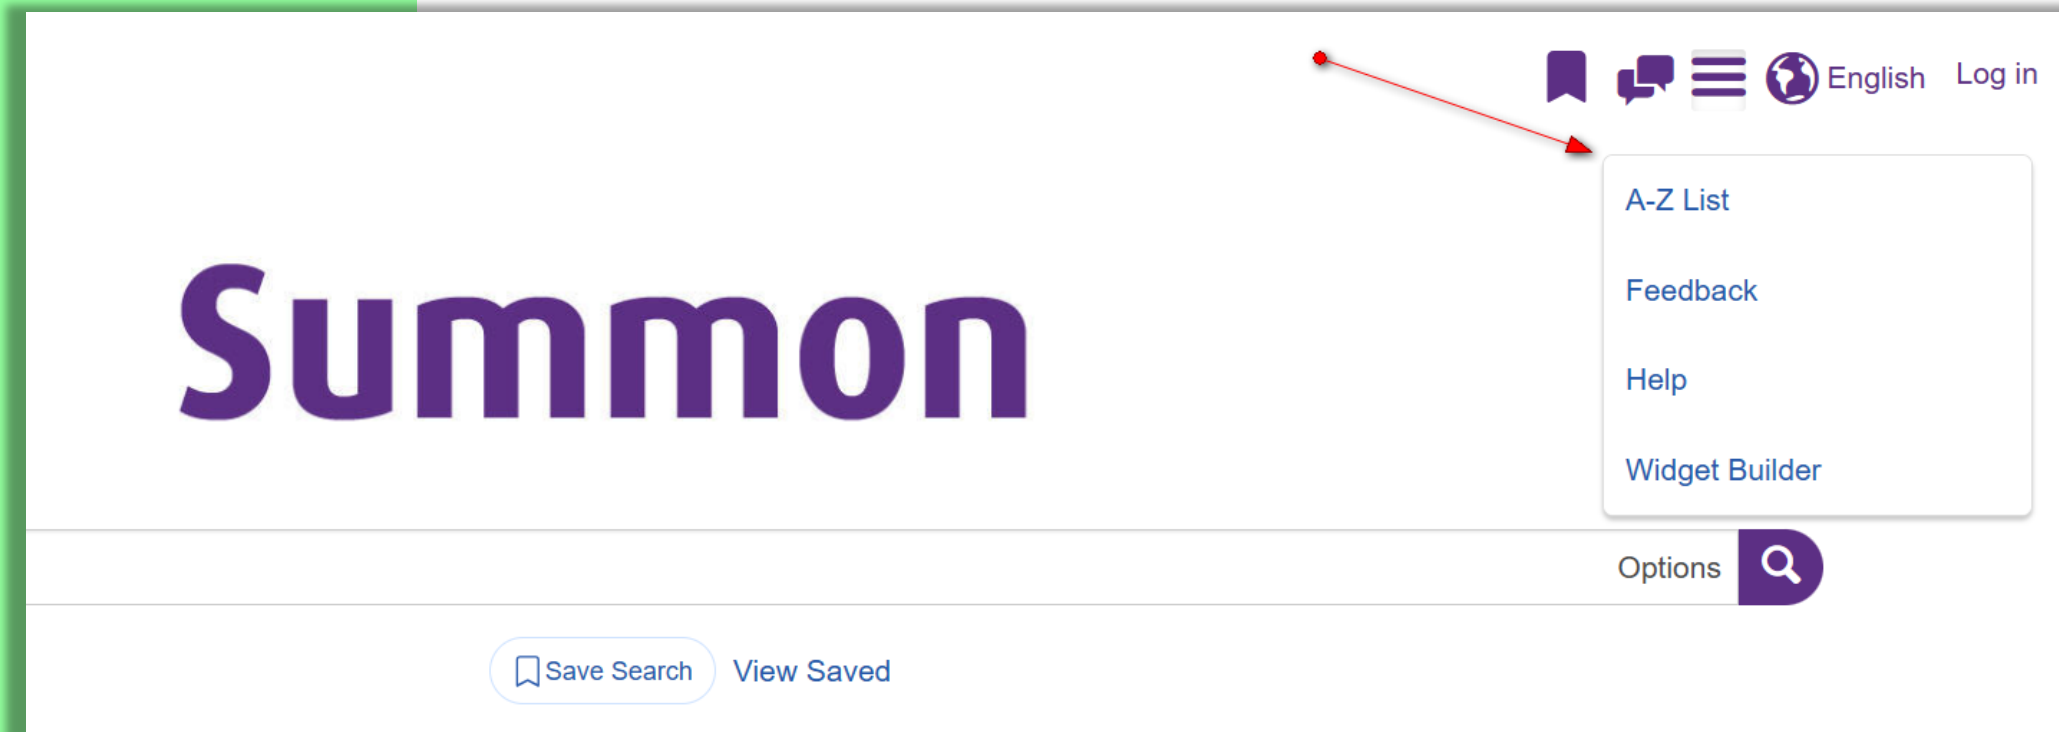 English Log in
A-Z List
Feedback
Help
Widget Builder
Summon
Options
Save Search View Saved